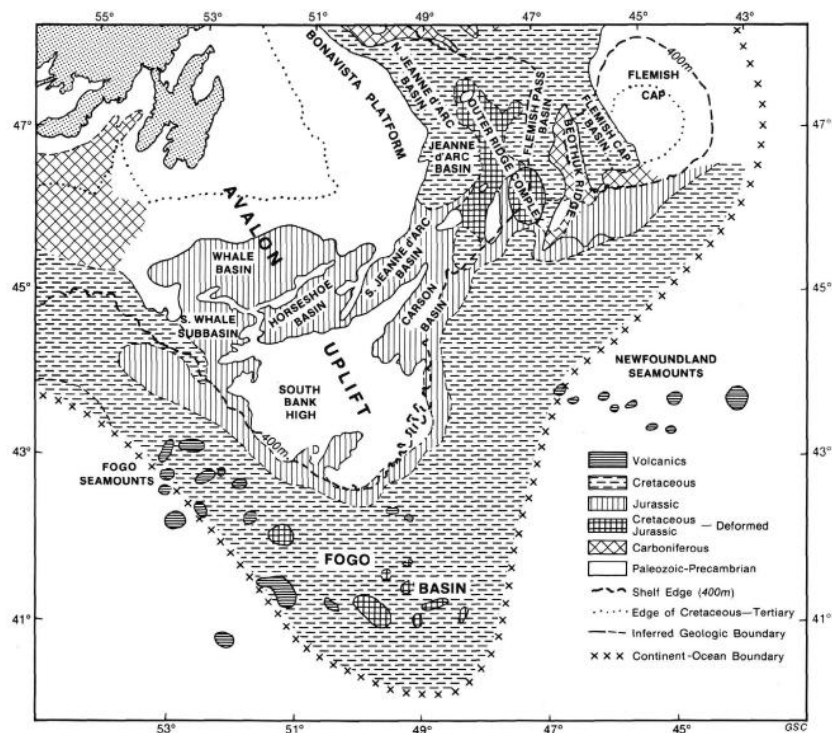 55° 53° 51° 49° 47° 45° 43°
47°
45°
43°
41°
47°
45°
43°
41°
BONAVISTA PLATFORM
N. JEANNE d'ARC BASIN
JEANNE
d'ARC
BASIN
OUTER RIDGE COMPLEX
FLEMISH PASS
BASIN
BEOTHUK RIDGE
FLEMISH CAP
BASIN
400m
FLEMISH
CAP
AVALON
UPLIFT
WHALE
BASIN
S. WHALE
SUBBASIN
HORSESHOE
BASIN
S. JEANNE d'ARC
BASIN
CARSON
BASIN
SOUTH
BANK
HIGH
400m
D
NEWFOUNDLAND
SEAMOUNTS
FOGO
SEAMOUNTS
FOGO
BASIN
Volcanics
Cretaceous
Jurassic
Cretaceous
Jurassic — Deformed
Carboniferous
Paleozoic-Precambrian
Shelf Edge (400m)
Edge of Cretaceous—Tertiary
Inferred Geologic Boundary
Continent-Ocean Boundary
53° 51° 49° 47° 45°
GSC